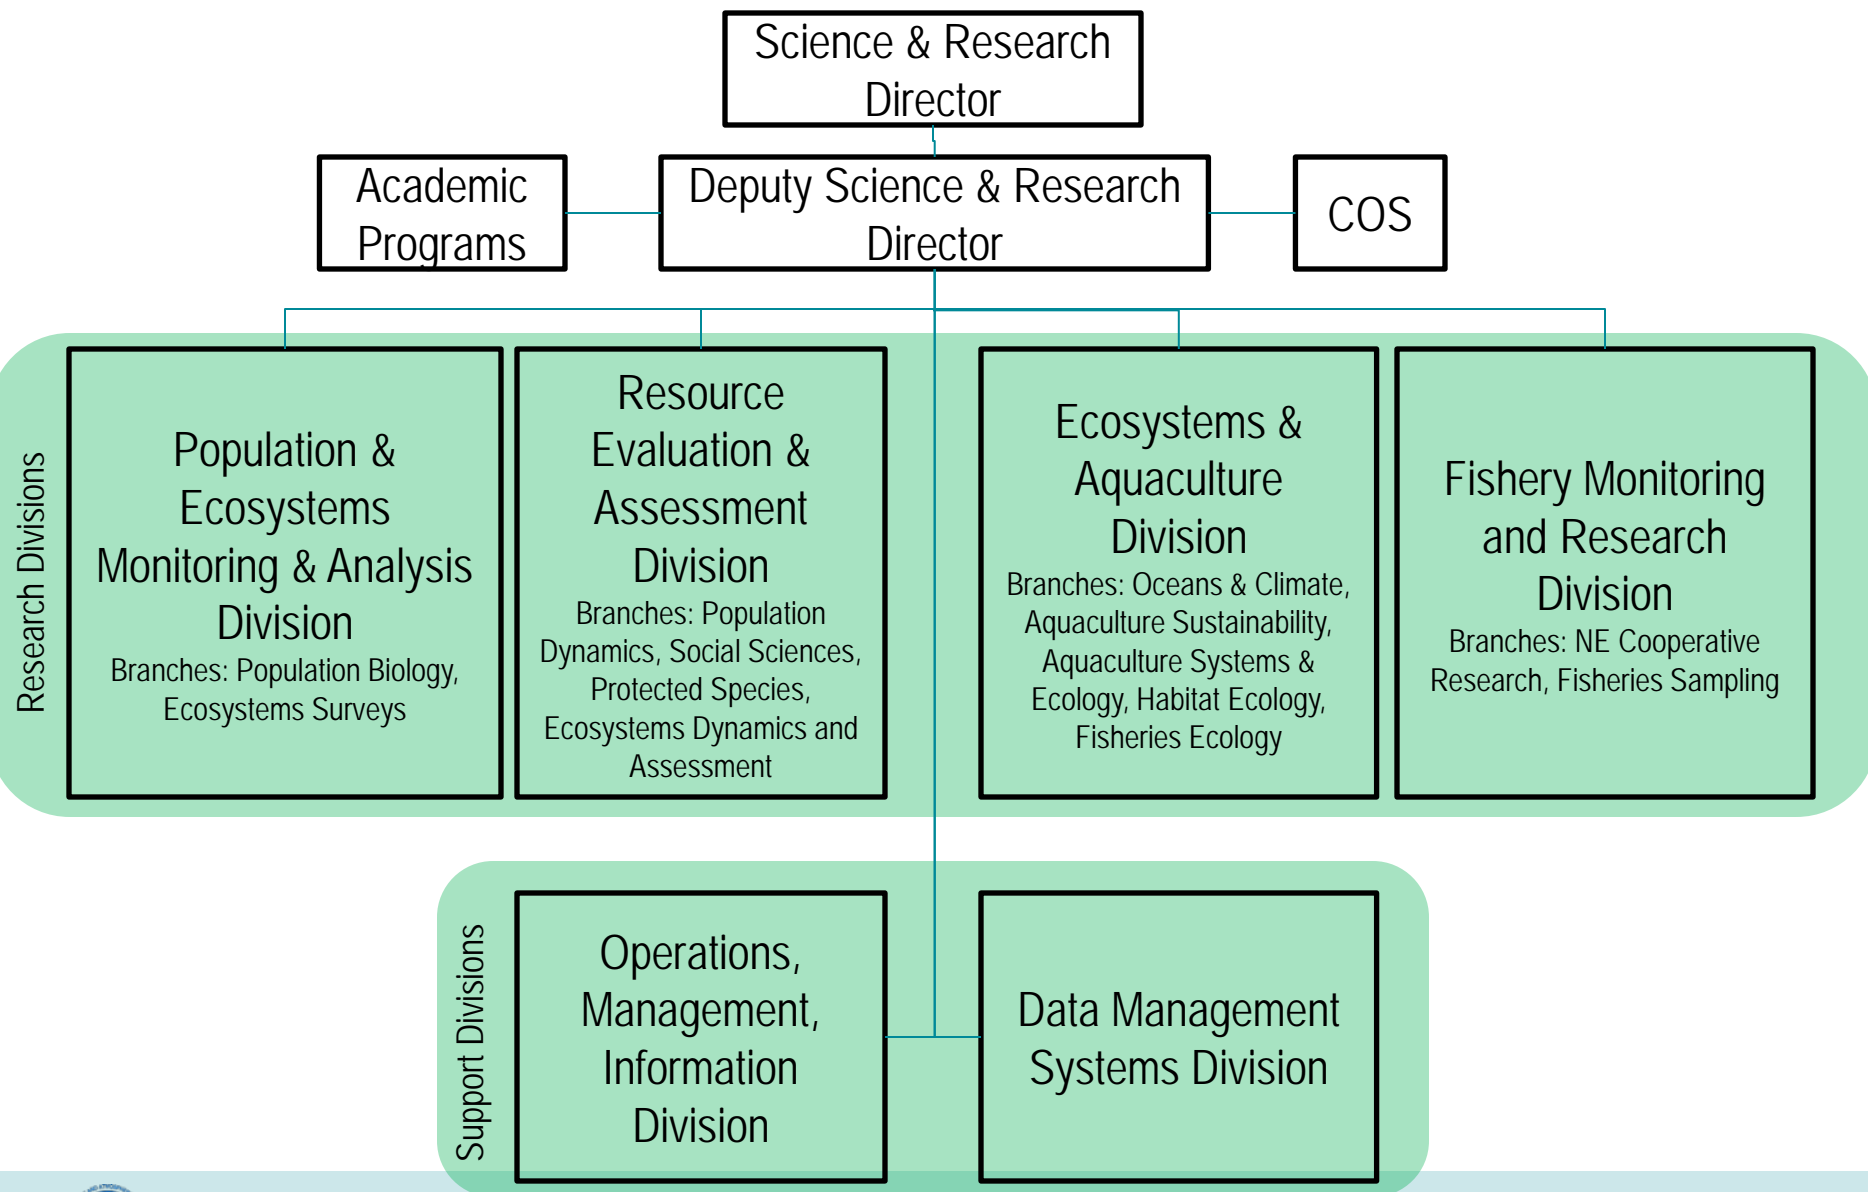 Science & Research
Director
Academic
Programs
Deputy Science & Research
Director
COS
Research Divisions
Population &
Ecosystems
Monitoring & Analysis
Division
Branches: Population Biology,
Ecosystems Surveys
Resource
Evaluation &
Assessment
Division
Branches: Population
Dynamics, Social Sciences,
Protected Species,
Ecosystems Dynamics and
Assessment
Ecosystems &
Aquaculture
Division
Branches: Oceans & Climate,
Aquaculture Sustainability,
Aquaculture Systems &
Ecology, Habitat Ecology,
Fisheries Ecology
Fishery Monitoring
and Research
Division
Branches: NE Cooperative
Research, Fisheries Sampling
Support Divisions
Operations,
Management,
Information
Division
Data Management
Systems Division